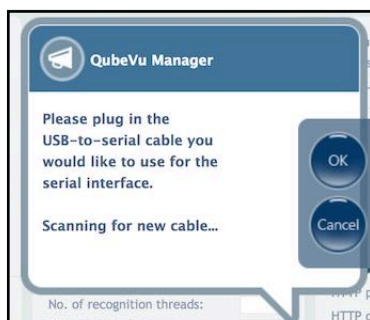 QubeVu Manager
Please plug in the
USB-to-serial cable you
would like to use for the
serial interface.
Scanning for new cable...
OK
Cancel
No. of recognition threads:
HTTP